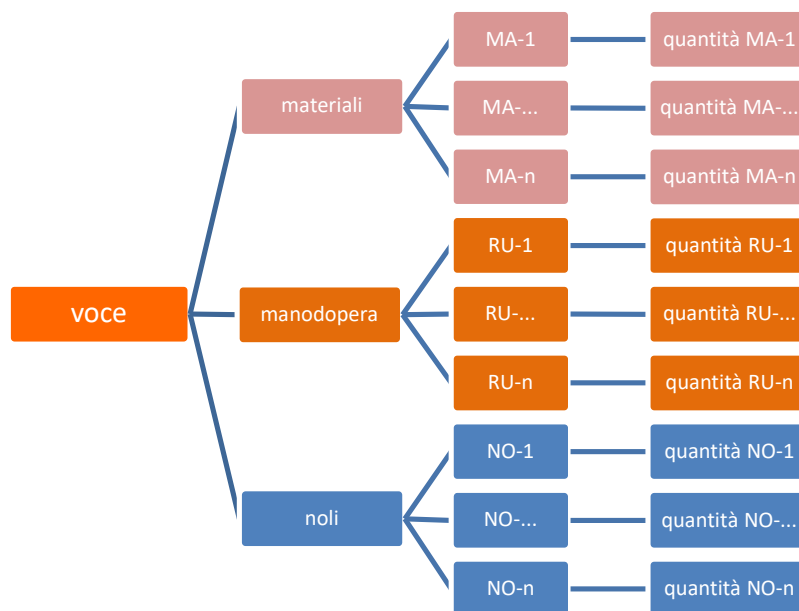 MA-1
quantità MA-1
materiali
MA-...
quantità MA-...
MA-n
quantità MA-n
RU-1
quantità RU-1
voce
manodopera
RU-...
quantità RU-...
RU-n
quantità RU-n
NO-1
quantità NO-1
noli
NO-...
quantità NO-...
NO-n
quantità NO-n